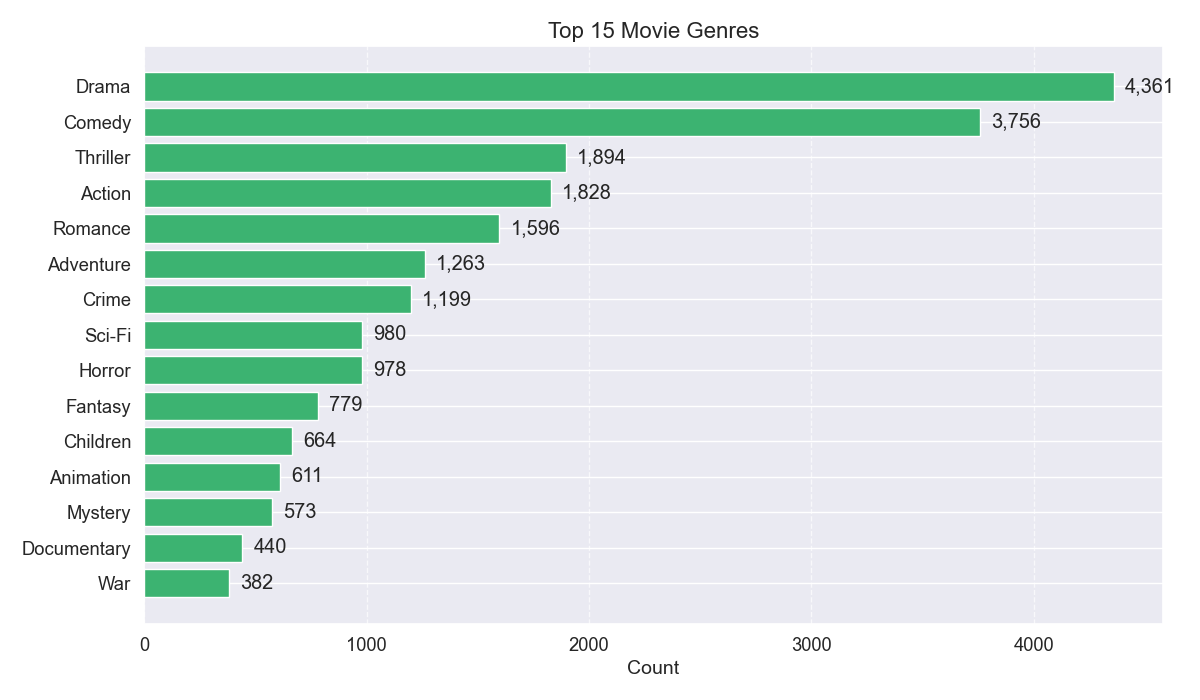 Top 15 Movie Genres
Drama 4,361
Comedy 3,756
Thriller 1,894
Action 1,828
Romance 1,596
Adventure 1,263
Crime 1,199
Sci-Fi 980
Horror 978
Fantasy 779
Children 664
Animation 611
Mystery 573
Documentary 440
War 382
0 1000 2000 3000 4000
Count